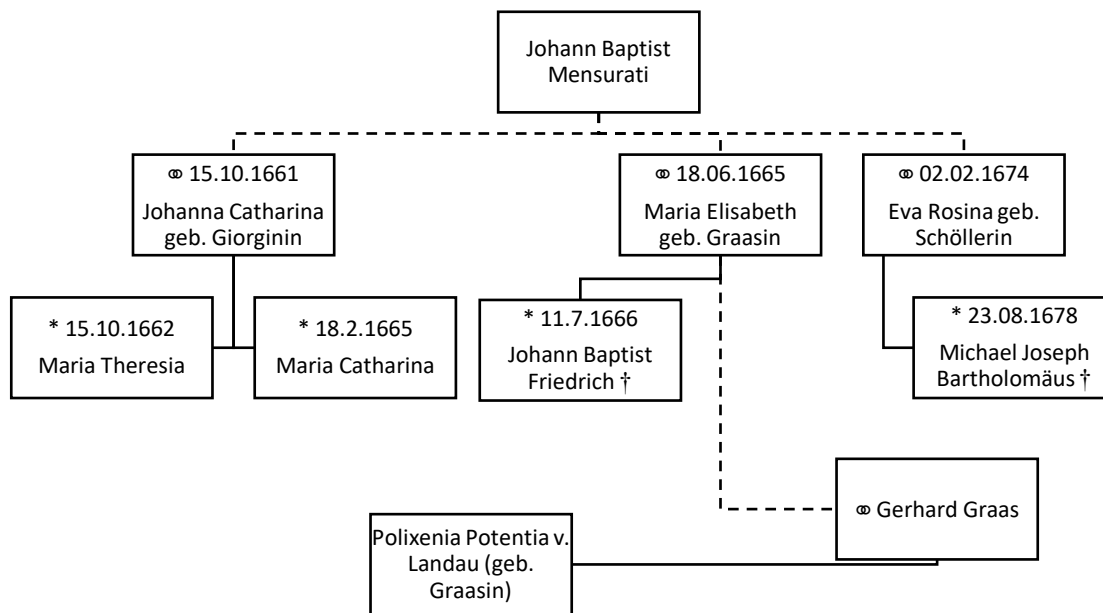 Johann Baptist
Mensurati
⚭ 15.10.1661
Johanna Catharina
geb. Giorginin
⚭ 18.06.1665
Maria Elisabeth
geb. Graasin
⚭ 02.02.1674
Eva Rosina geb.
Schöllerin
* 15.10.1662
Maria Theresia
* 18.2.1665
Maria Catharina
* 11.7.1666
Johann Baptist
Friedrich †
* 23.08.1678
Michael Joseph
Bartholomäus †
⚭ Gerhard Graas
Polixenia Potentia v.
Landau (geb.
Graasin)